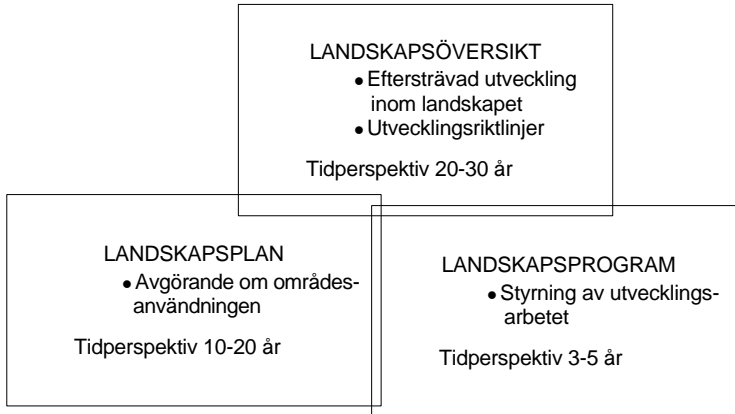 LANDSKAPSÖVERSIKT
• Eftersträvad utveckling
inom landskapet
• Utvecklingsriktlinjer
Tidperspektiv 20-30 år
LANDSKAPSPLAN
• Avgörande om områdes-
användningen
Tidperspektiv 10-20 år
LANDSKAPSPROGRAM
• Styrning av utvecklings-
arbetet
Tidperspektiv 3-5 år